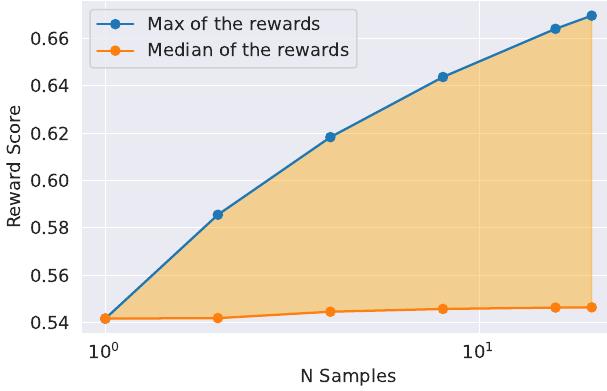 Max of the rewards
Median of the rewards
Reward Score
0.66
0.64
0.62
0.60
0.58
0.56
0.54
10⁰
10¹
N Samples